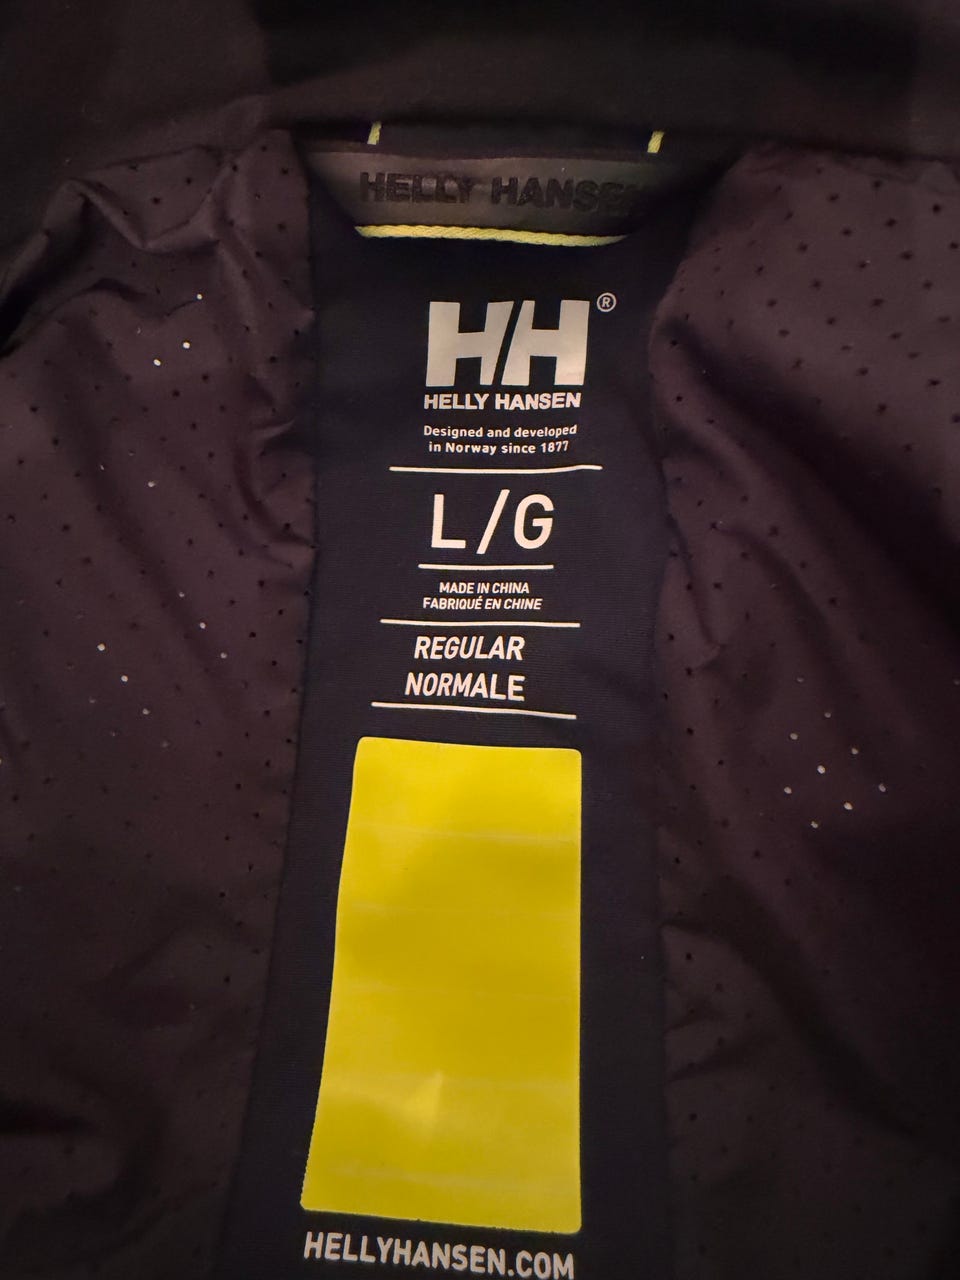 HELLY HANSEN
HH®
HELLY HANSEN
Designed and developed
in Norway since 1877
L/G
MADE IN CHINA
FABRIQUÉ EN CHINE
REGULAR
NORMALE
HELLYHANSEN.COM